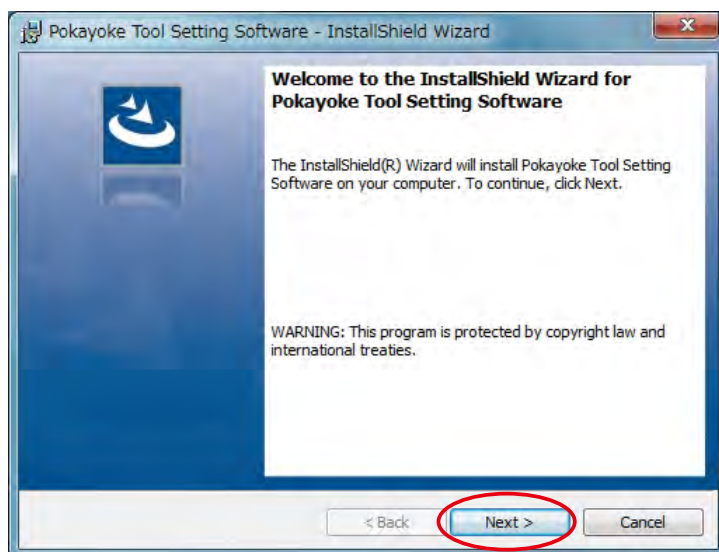 Pokayoke Tool Setting Software - InstallShield Wizard
X
Welcome to the InstallShield Wizard for
Pokayoke Tool Setting Software
The InstallShield(R) Wizard will install Pokayoke Tool Setting
Software on your computer. To continue, click Next.
WARNING: This program is protected by copyright law and
international treaties.
< Back Next > Cancel